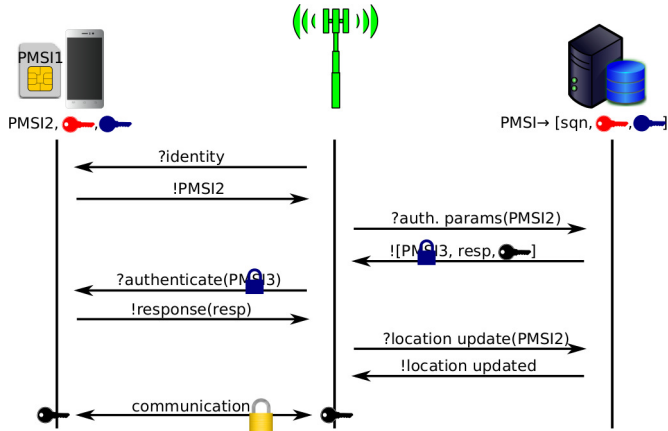 PMSI1
PMSI2, ,
PMSI→ [sqn, , ]
?identity
!PMSI2
?auth. params(PMSI2)
![PMSI3, resp, ]
?authenticate(PMSI3)
!response(resp)
?location update(PMSI2)
!location updated
communication